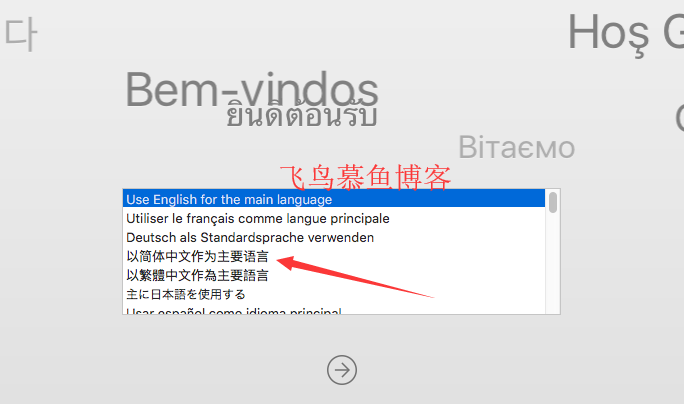 다
Hoş G
Bem-vindos
ยินดีต้อนรับ
Вітаємо
飞鸟慕鱼博客
Use English for the main language
Utiliser le français comme langue principale
Deutsch als Standardsprache verwenden
以简体中文作为主要语言
以繁體中文作為主要語言
主に日本語を使用する
Usar español como idioma principal